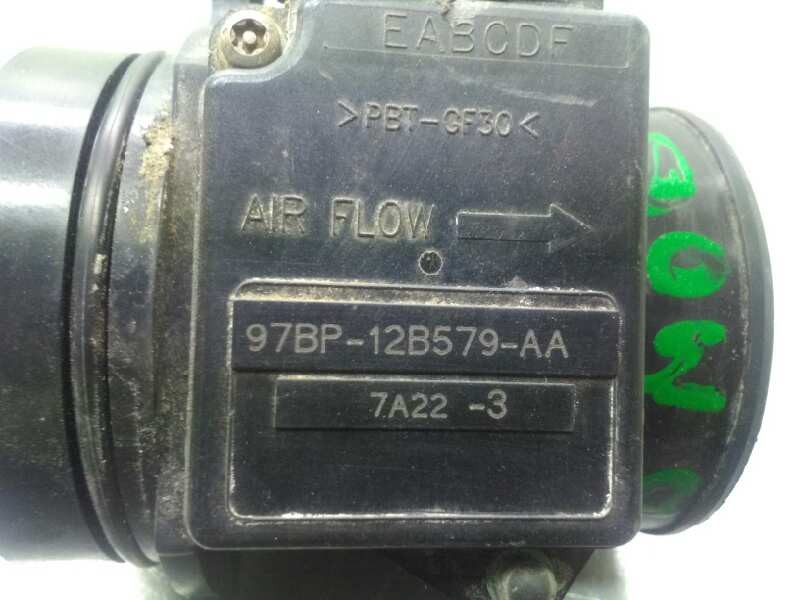 EABCDF
>PBT-GF30<
AIR FLOW
97BP-12B579-AA
7A22 -3